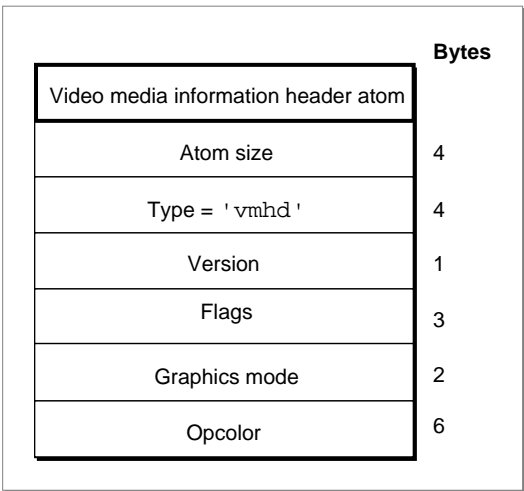 Bytes
Video media information header atom
Atom size 4
Type = 'vmhd' 4
Version 1
Flags 3
Graphics mode 2
Opcolor 6